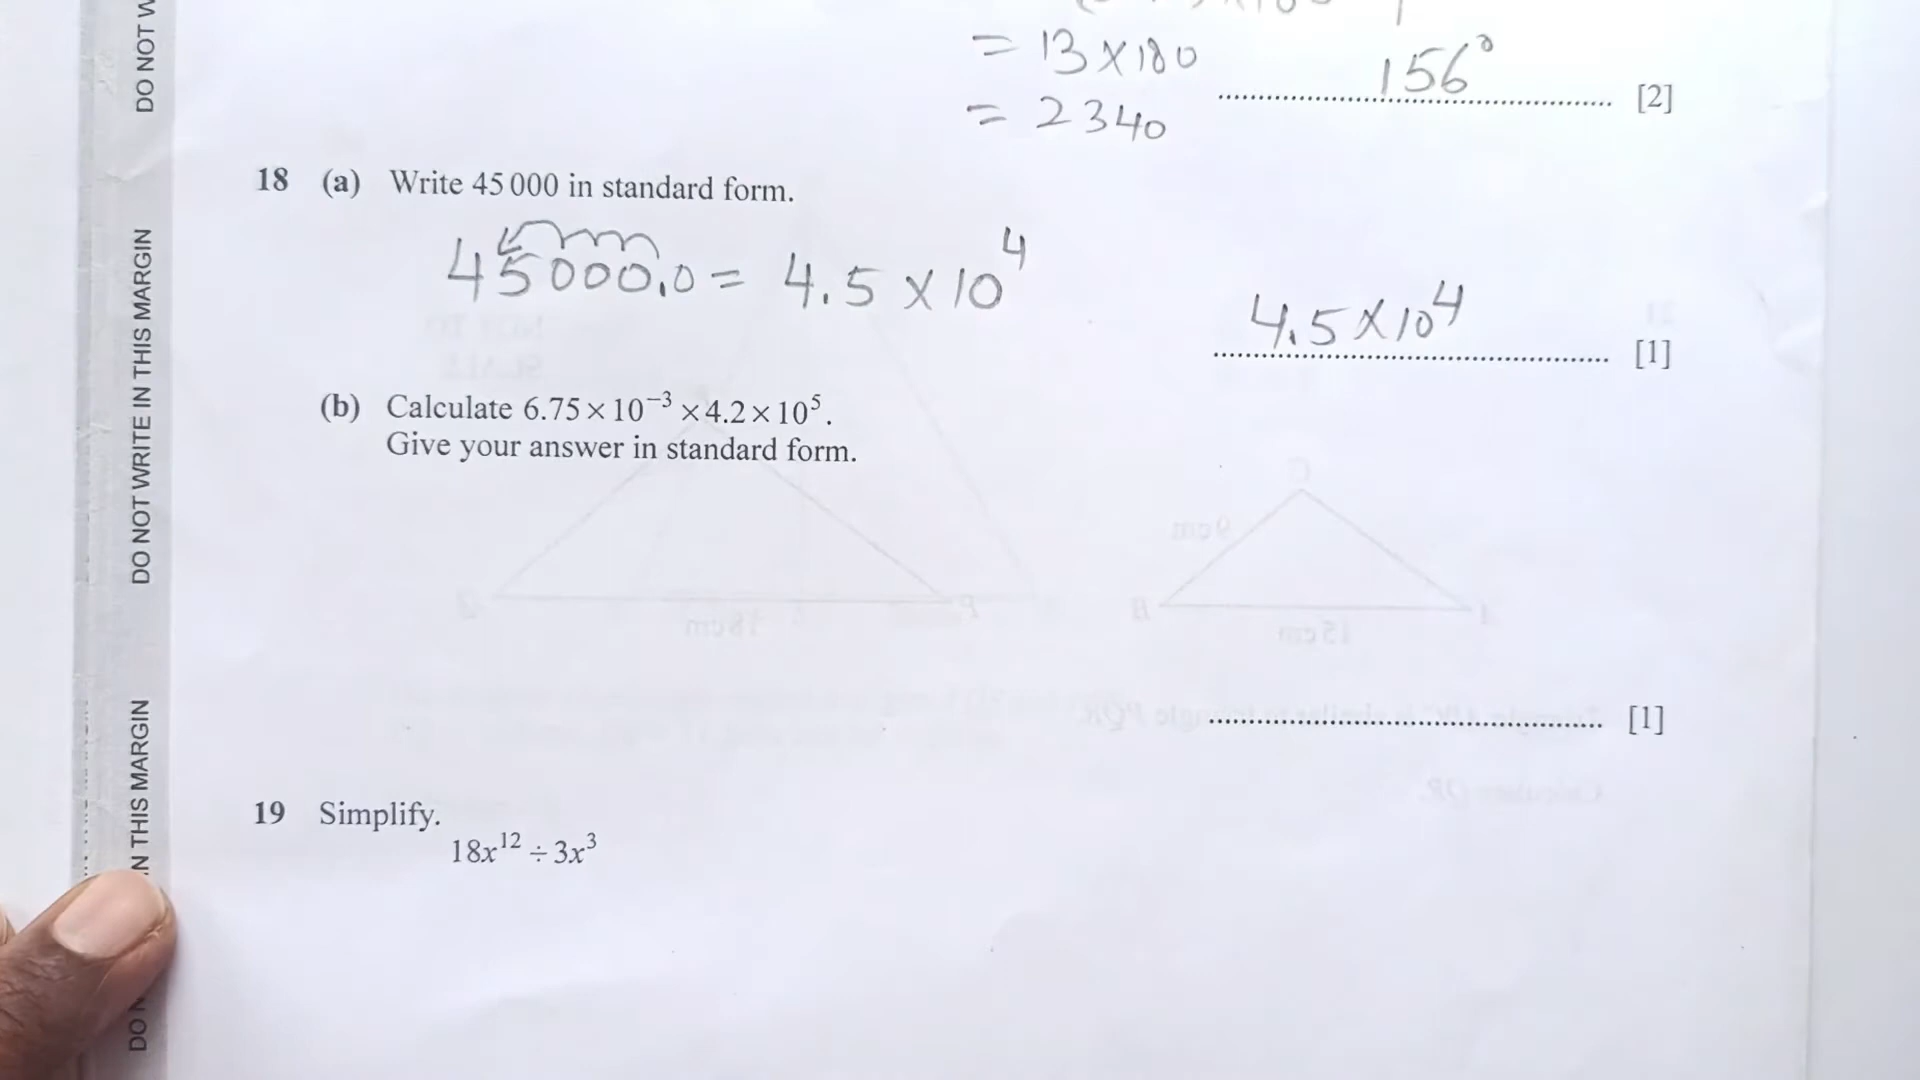 DO NOT W
= 13 × 180
156°
[2]
= 2340
18 (a) Write 45 000 in standard form.
45000.0 = 4.5 × 10⁴
4.5 × 10⁴
[1]
DO NOT WRITE IN THIS MARGIN
(b) Calculate 6.75 × 10⁻³ × 4.2 × 10⁵.
Give your answer in standard form.
[1]
N THIS MARGIN
19 Simplify.
18x¹² ÷ 3x³
DO